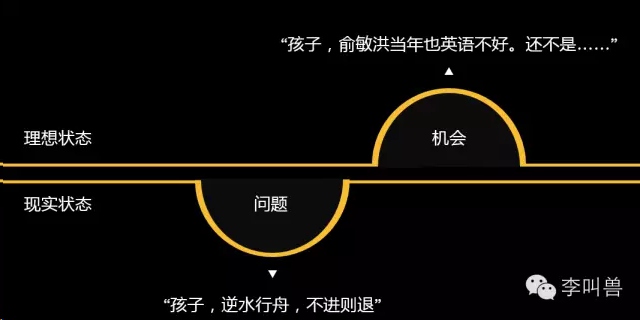 “孩子，俞敏洪当年也英语不好。还不是……”
理想状态
机会
现实状态
问题
“孩子，逆水行舟，不进则退”
李叫兽